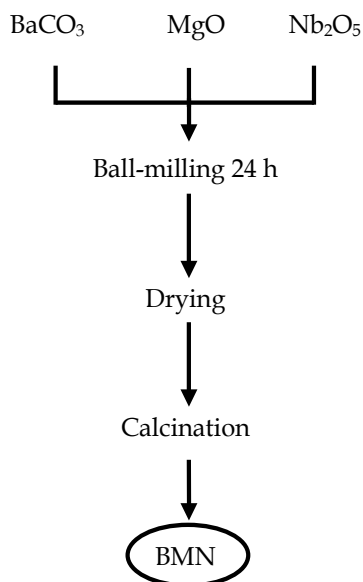 BaCO₃ MgO Nb₂O₅
Ball-milling 24 h
Drying
Calcination
BMN